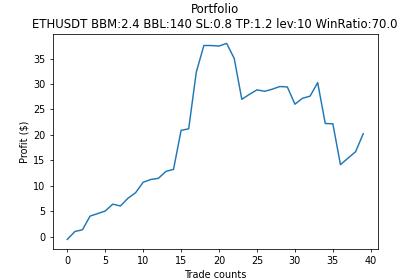 Portfolio
ETHUSDT BBM:2.4 BBL:140 SL:0.8 TP:1.2 lev:10 WinRatio:70.0
35
30
25
20
15
10
5
0
Profit ($)
0 5 10 15 20 25 30 35 40
Trade counts